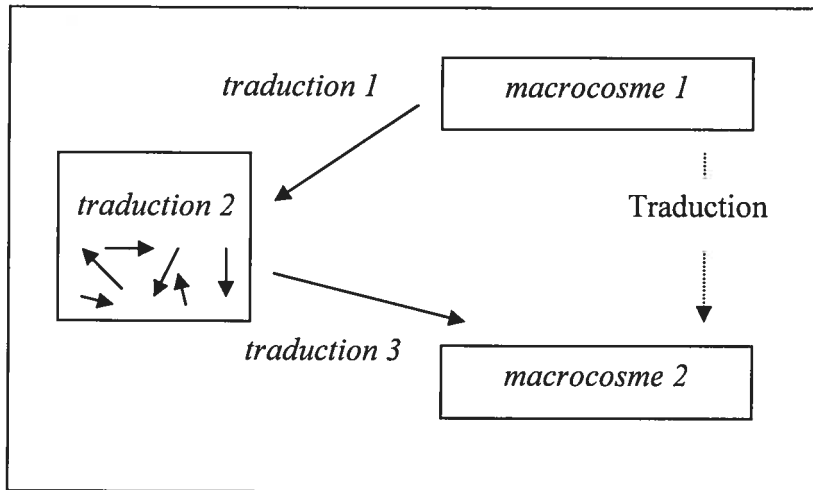 traduction 1
macrocosme 1
traduction 2
Traduction
traduction 3
macrocosme 2